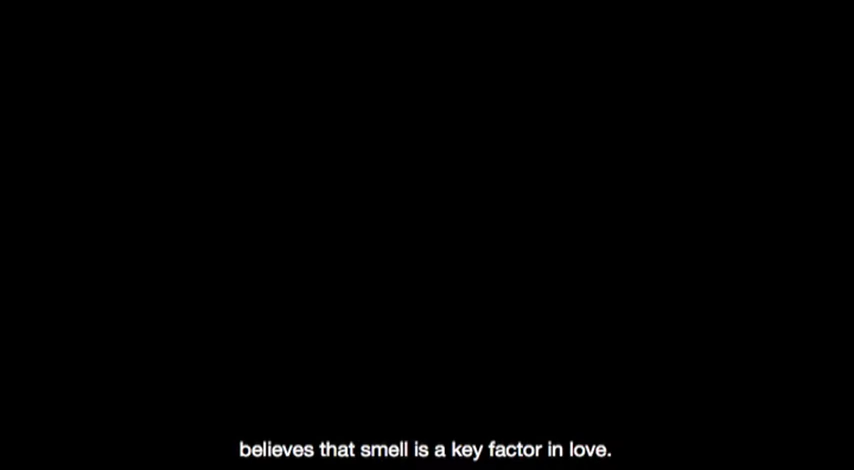 believes that smell is a key factor in love.